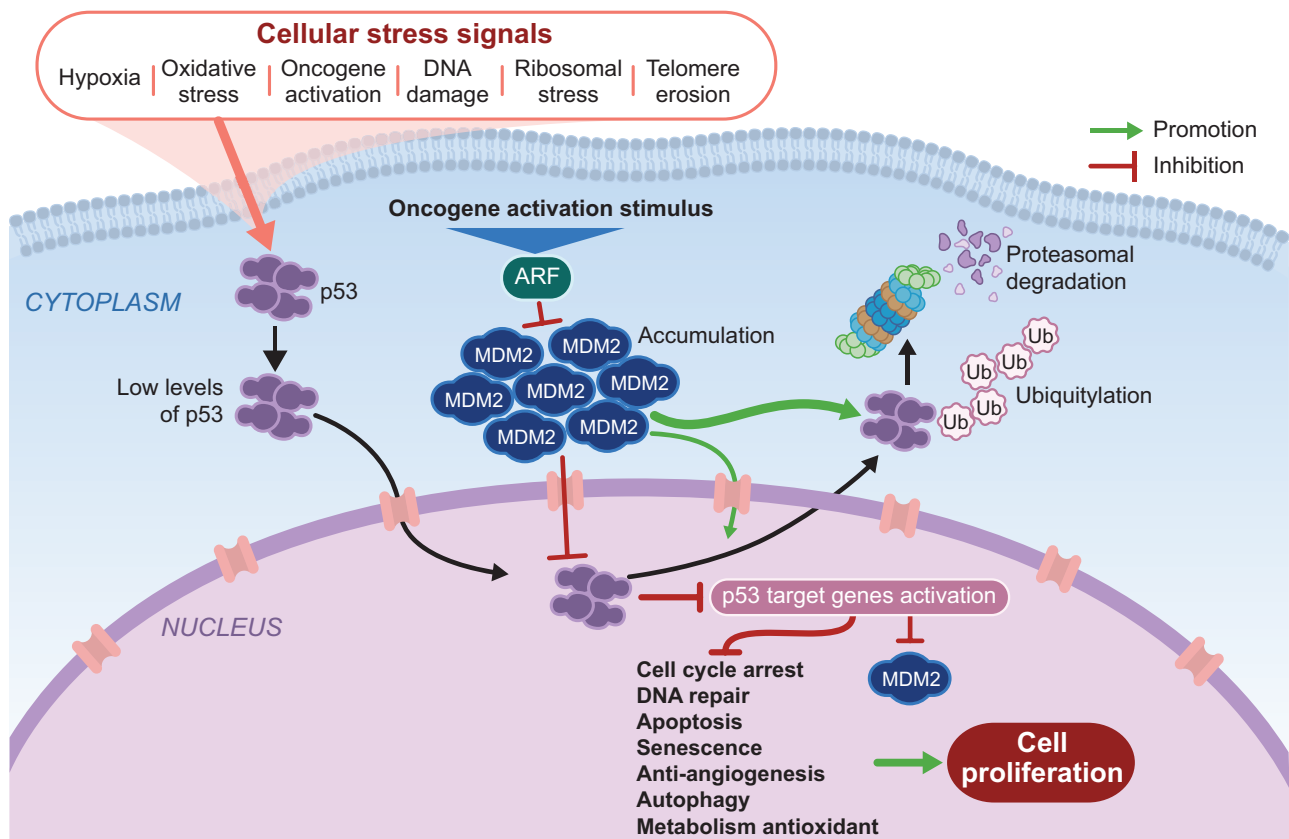 Cellular stress signals
Hypoxia
Oxidative
stress
Oncogene
activation
DNA
damage
Ribosomal
stress
Telomere
erosion
Promotion
Inhibition
Oncogene activation stimulus
ARF
CYTOPLASM
p53
Low levels
of p53
MDM2
MDM2
MDM2
MDM2
MDM2
MDM2
MDM2
Accumulation
Proteasomal
degradation
Ub
Ub
Ub
Ub
Ub
Ubiquitylation
NUCLEUS
p53 target genes activation
MDM2
Cell cycle arrest
DNA repair
Apoptosis
Senescence
Anti-angiogenesis
Autophagy
Metabolism antioxidant
Cell
proliferation